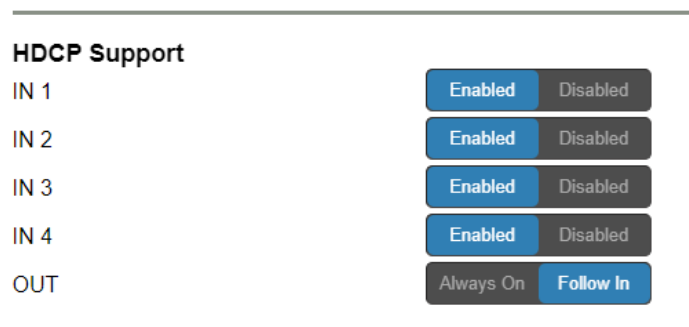 HDCP Support
IN 1 Enabled Disabled
IN 2 Enabled Disabled
IN 3 Enabled Disabled
IN 4 Enabled Disabled
OUT Always On Follow In